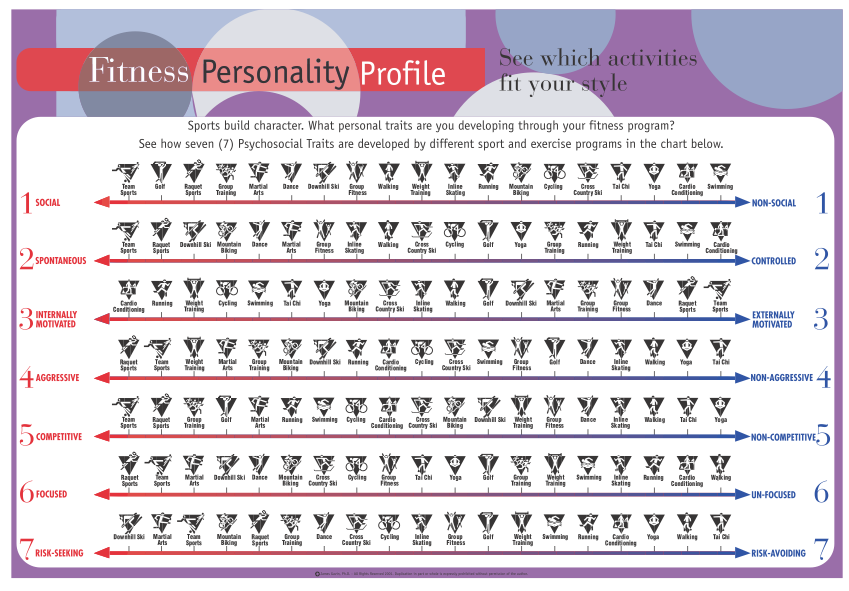 Fitness Personality Profile
See which activities
fit your style
Sports build character. What personal traits are you developing through your fitness program?
See how seven (7) Psychosocial Traits are developed by different sport and exercise programs in the chart below.
Team Sports Golf Raquet Sports Group Training Martial Arts Dance Downhill Ski Group Fitness Walking Weight Training Inline Skating Running Mountain Biking Cycling Cross Country Ski Tai Chi Yoga Cardio Conditioning Swimming
1 SOCIAL NON-SOCIAL 1
Team Sports Raquet Sports Downhill Ski Mountain Biking Dance Martial Arts Group Fitness Inline Skating Walking Cross Country Ski Cycling Golf Yoga Group Training Running Weight Training Tai Chi Swimming Cardio Conditioning
2 SPONTANEOUS CONTROLLED 2
Cardio Conditioning Running Weight Training Cycling Swimming Tai Chi Yoga Mountain Biking Cross Country Ski Inline Skating Walking Golf Downhill Ski Martial Arts Group Training Group Fitness Dance Raquet Sports Team Sports
3 INTERNALLY MOTIVATED EXTERNALLY MOTIVATED 3
Raquet Sports Team Sports Weight Training Martial Arts Group Training Mountain Biking Downhill Ski Running Cardio Conditioning Cycling Cross Country Ski Swimming Group Fitness Golf Dance Inline Skating Walking Yoga Tai Chi
4 AGGRESSIVE NON-AGGRESSIVE 4
Team Sports Raquet Sports Group Training Golf Martial Arts Running Swimming Cycling Cardio Conditioning Cross Country Ski Mountain Biking Downhill Ski Weight Training Group Fitness Dance Inline Skating Walking Tai Chi Yoga
5 COMPETITIVE NON-COMPETITIVE 5
Raquet Sports Team Sports Martial Arts Downhill Ski Dance Mountain Biking Cross Country Ski Cycling Group Fitness Tai Chi Yoga Golf Group Training Weight Training Swimming Inline Skating Running Cardio Conditioning Walking
6 FOCUSED UN-FOCUSED 6
Downhill Ski Martial Arts Team Sports Mountain Biking Raquet Sports Group Training Dance Cross Country Ski Cycling Inline Skating Group Fitness Golf Weight Training Swimming Running Cardio Conditioning Yoga Walking Tai Chi
7 RISK-SEEKING RISK-AVOIDING 7